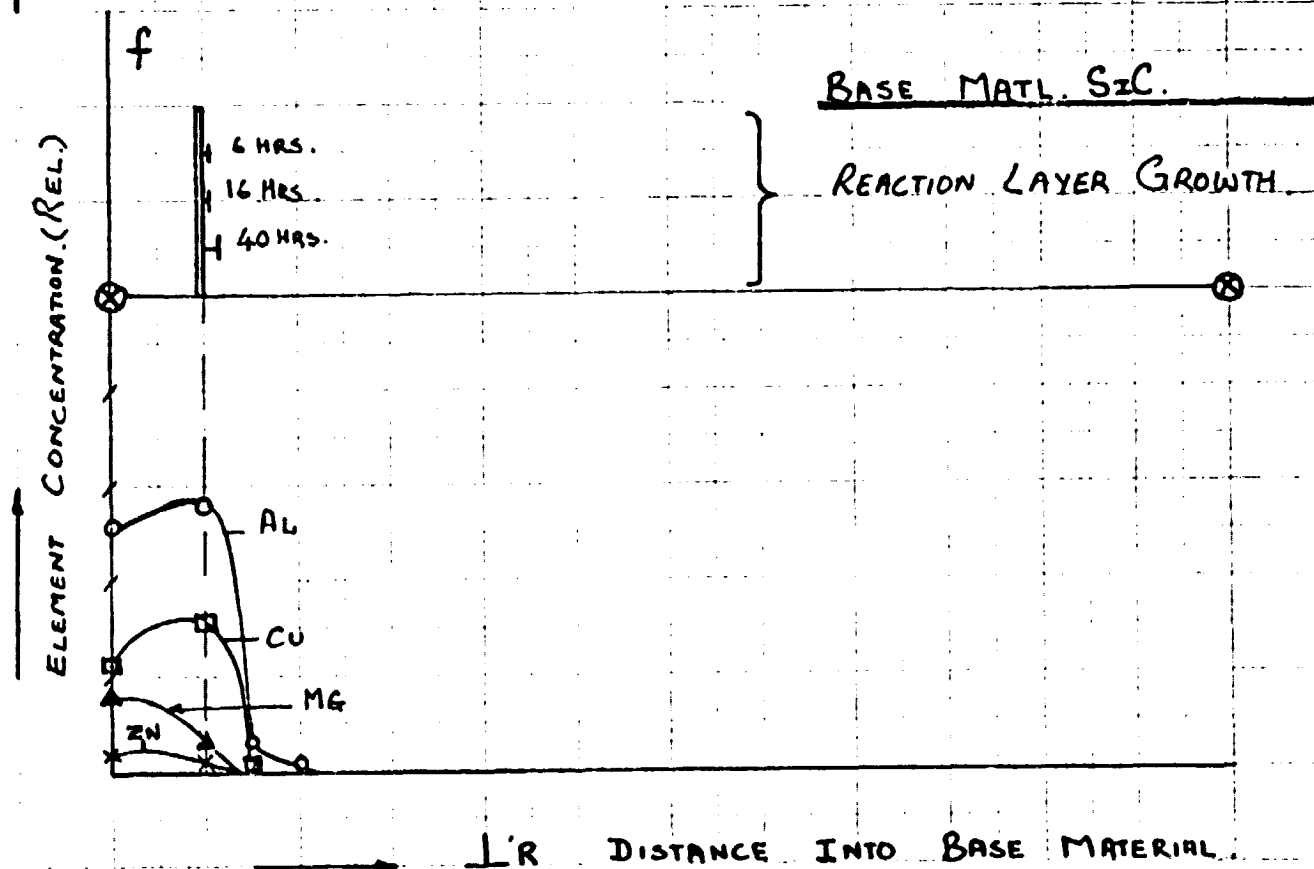 f
BASE MATL. SiC.
6 HRS.
16 HRS.
40 HRS.
REACTION LAYER GROWTH.
ELEMENT CONCENTRATION. (REL.)
AL
CU
MG
ZN
⊥'R DISTANCE INTO BASE MATERIAL.